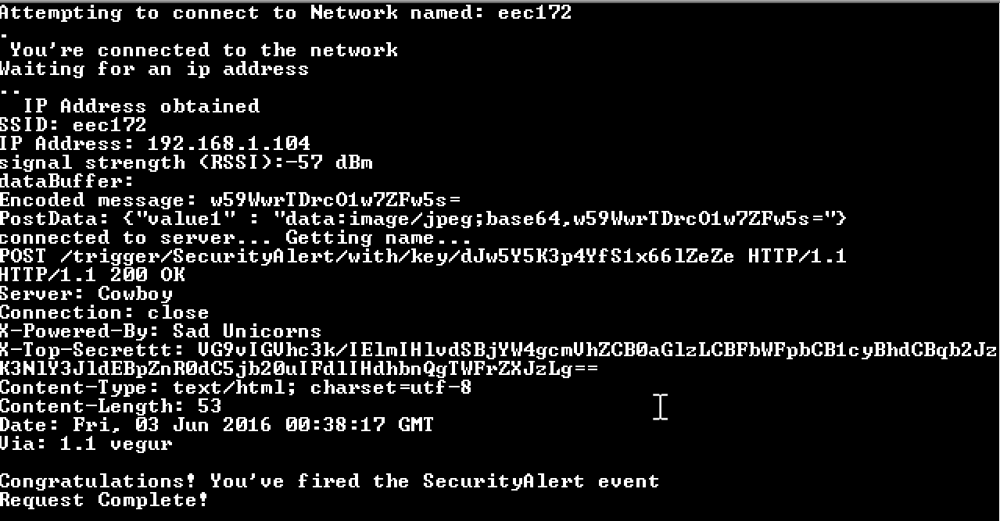 Attempting to connect to Network named: eec172
.
You're connected to the network
Waiting for an ip address
..
IP Address obtained
SSID: eec172
IP Address: 192.168.1.104
signal strength (RSSI):-57 dBm
dataBuffer:
Encoded message: w59WwrTDrcO1w7ZFw5s=
PostData: {"value1" : "data:image/jpeg;base64,w59WwrTDrcO1w7ZFw5s="}
connected to server... Getting name...
POST /trigger/SecurityAlert/with/key/dJw5Y5K3p4YfS1x66lZeZe HTTP/1.1
HTTP/1.1 200 OK
Server: Cowboy
Connection: close
X-Powered-By: Sad Unicorns
X-Top-Secrettt: VG9vIGVhc3k/IElmIHlvdSBjYW4gcmVhZCB0aGlzLCBFbWFpbCB1cyBhdCBqb2Jz
K3NlY3JldEBpZnR0dC5jb20uIFdlIHdhbnQgTWFrZXJzLg==
Content-Type: text/html; charset=utf-8
Content-Length: 53
Date: Fri, 03 Jun 2016 00:38:17 GMT
Via: 1.1 vegur
Congratulations! You've fired the SecurityAlert event
Request Complete!